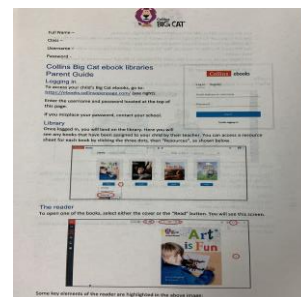 Collins
BIG CAT
Full Name –
Class –
Username –
Password -
Collins Big Cat ebook libraries
Parent Guide
Logging in
To access your child's Big Cat ebooks, go to:
(see right)
Collins ebooks
Enter the username and password located at the top of
this page.
If you misplace your password, contact your school.
Library
Once logged in, you will land on the library. Here you will
see any books that have been assigned to your child by their teacher. You can access a resource
sheet for each book by clicking the three dots, then "Resources", as shown below.
The reader
To open one of the books, select either the cover or the "Read" button. You will see this screen.
Art
is Fun
Some key elements of the reader are highlighted in the above image: